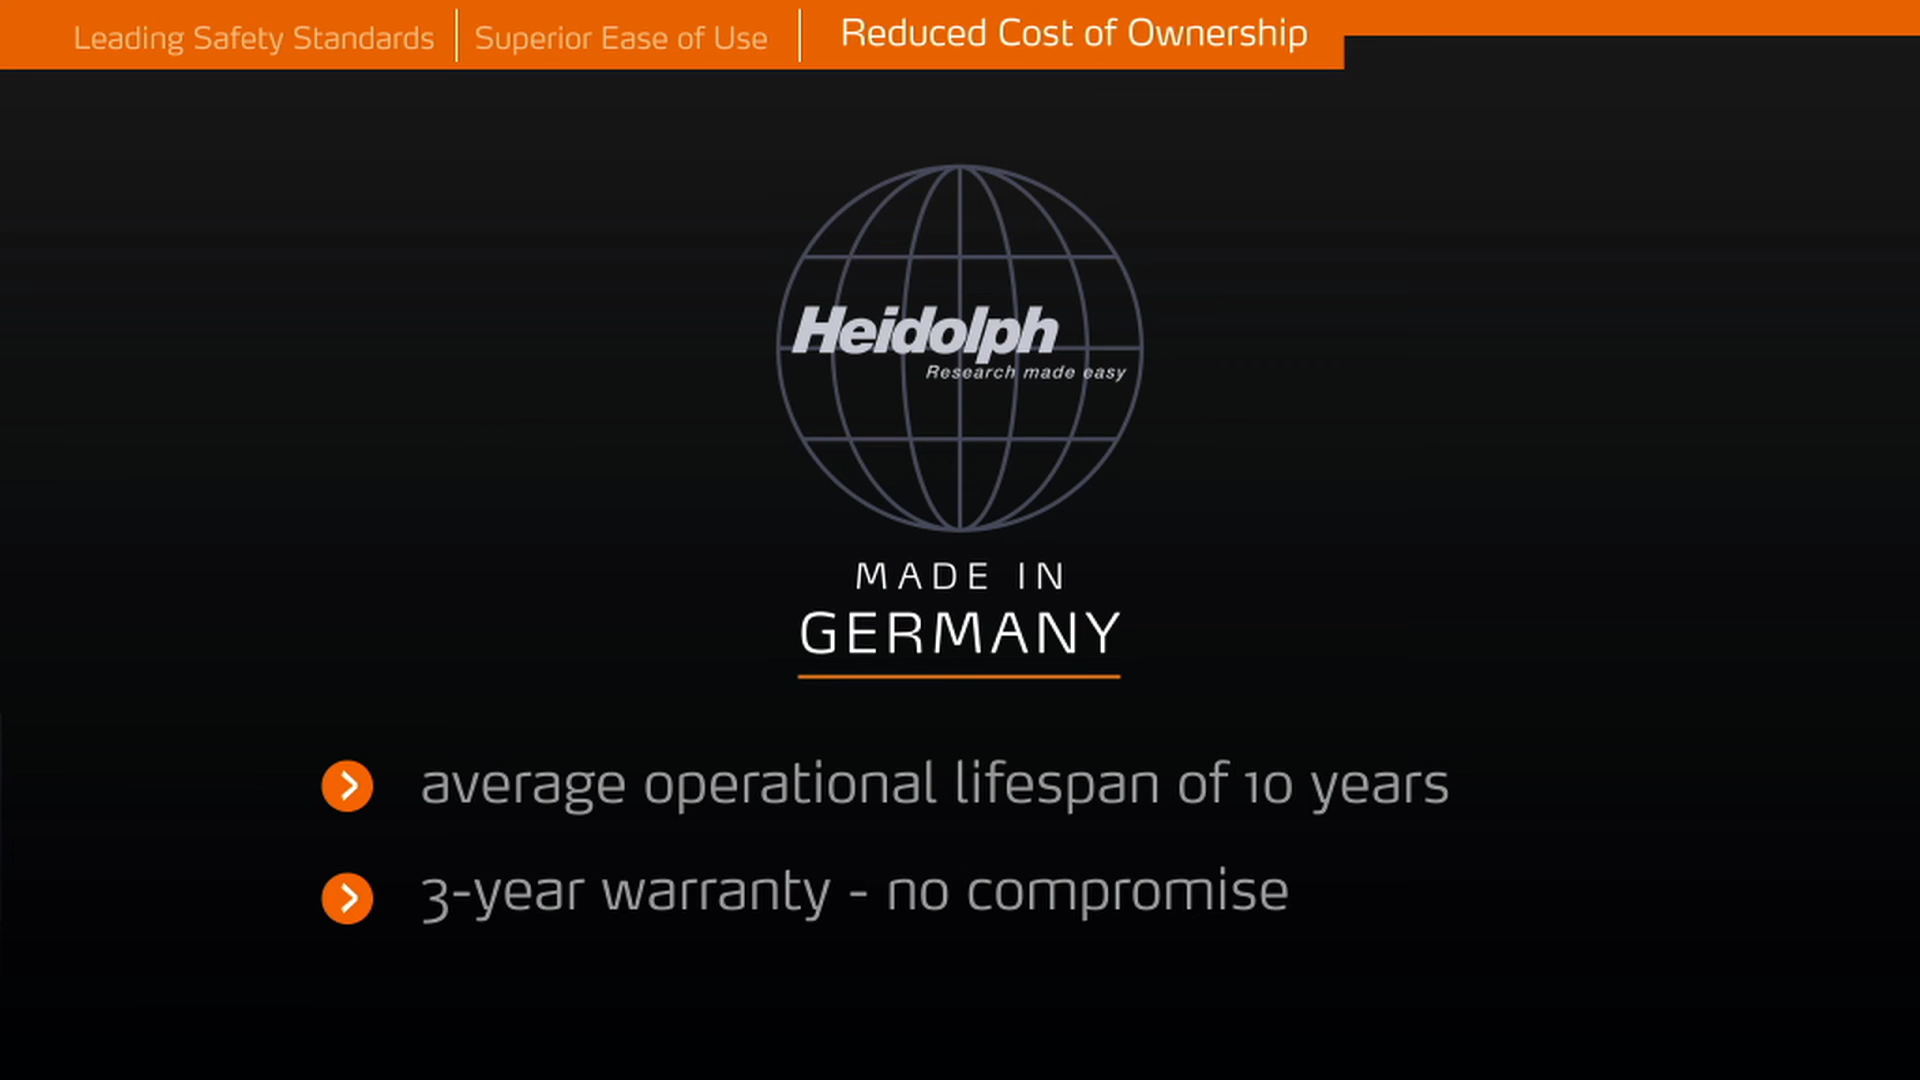 Leading Safety Standards Superior Ease of Use Reduced Cost of Ownership
Heidolph
Research made easy
MADE IN
GERMANY
average operational lifespan of 10 years
3-year warranty - no compromise